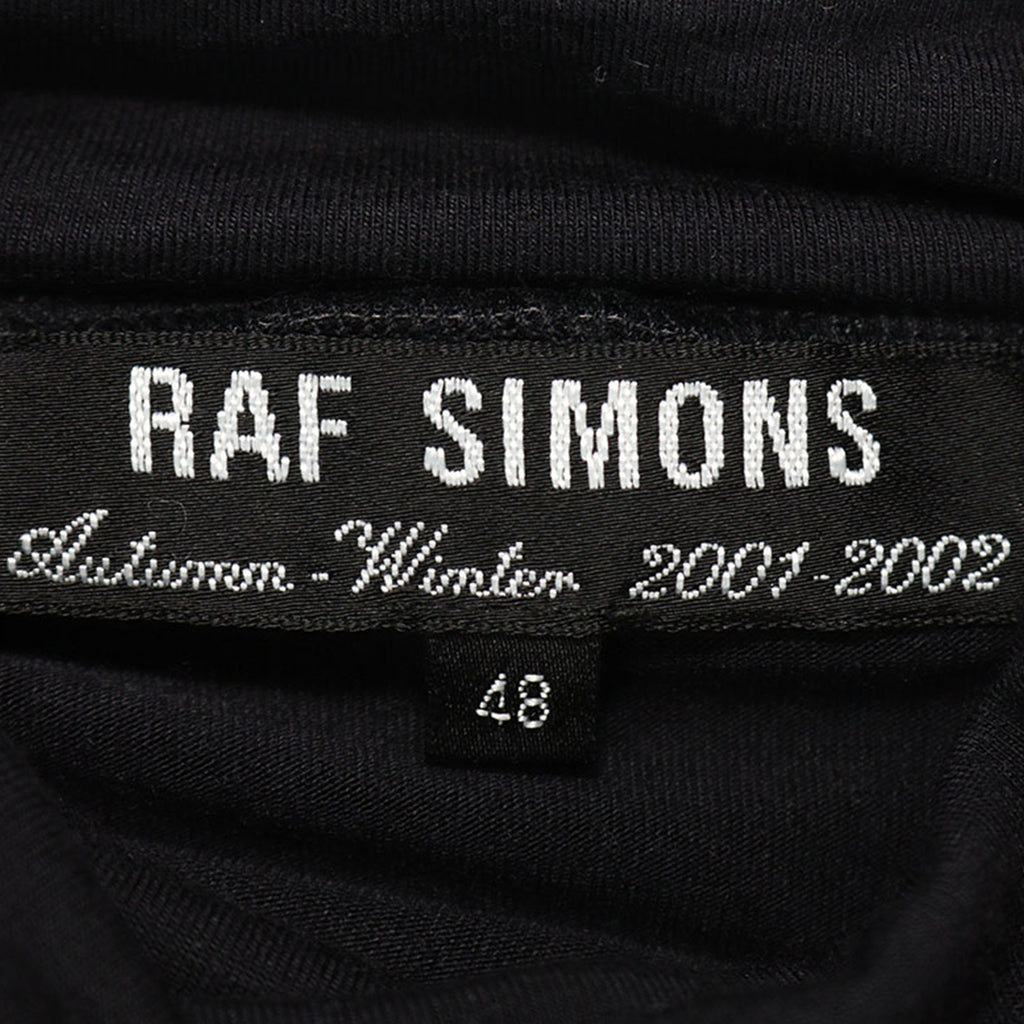 RAF SIMONS
Autumn - Winter 2001-2002
48